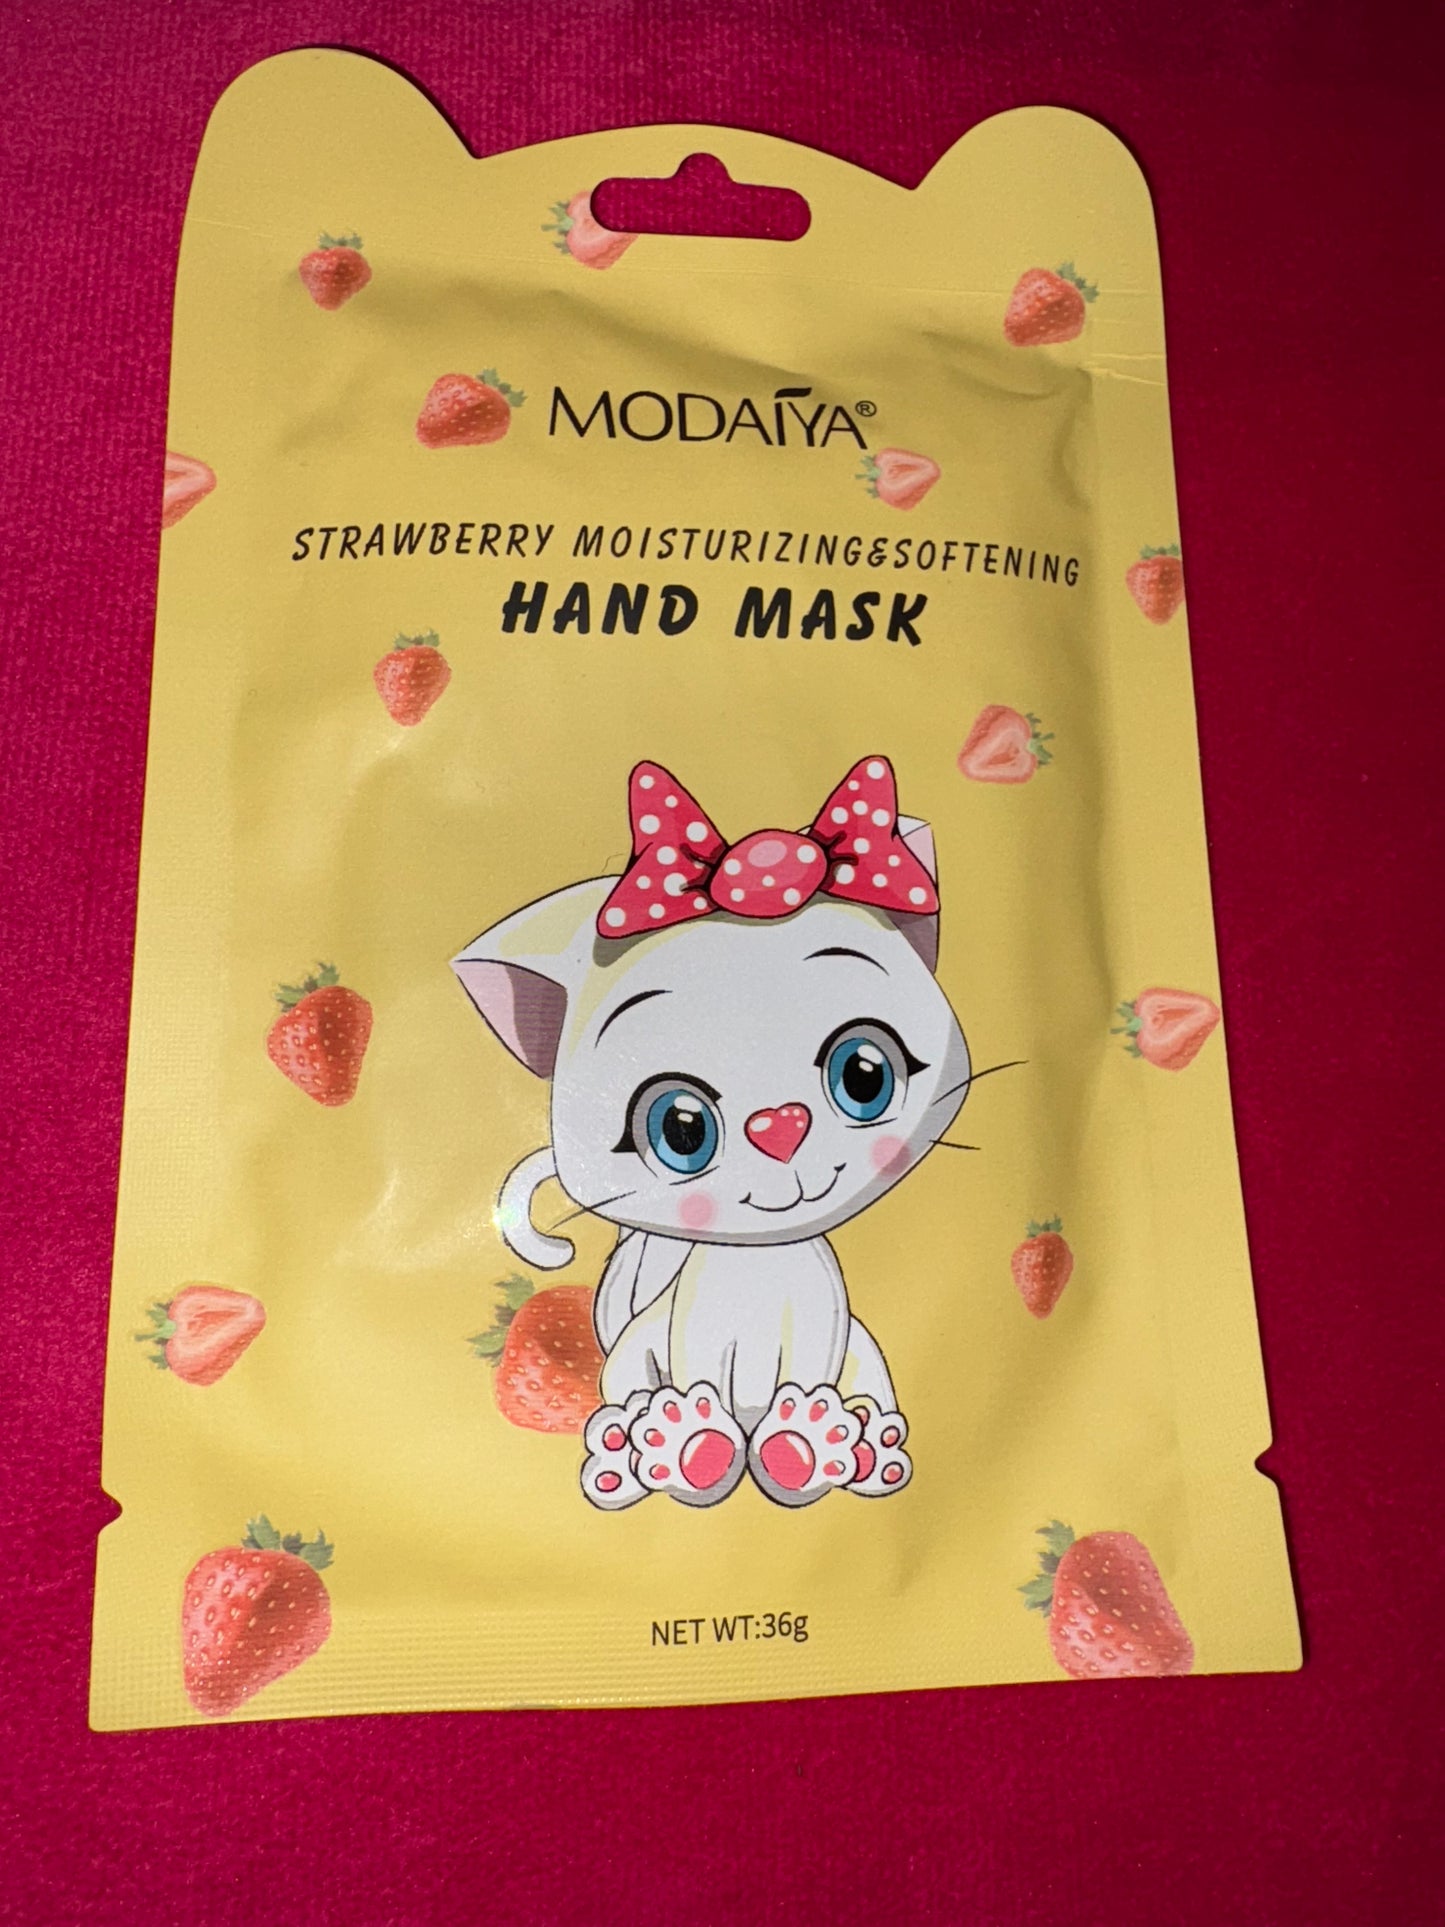 MODAIYA®
STRAWBERRY MOISTURIZING&SOFTENING
HAND MASK
NET WT:36g